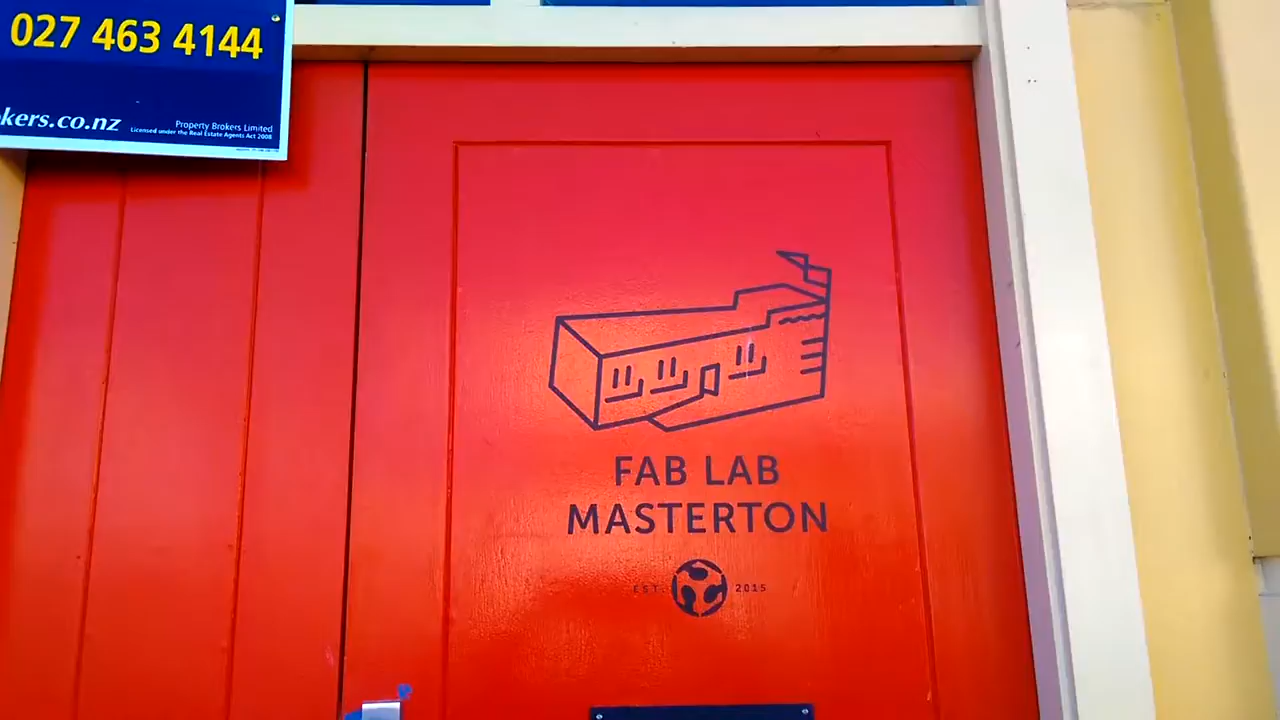 027 463 4144
kers.co.nz
Property Brokers Limited
Licensed under the Real Estate Agents Act 2008
FAB LAB
MASTERTON
EST. 2015